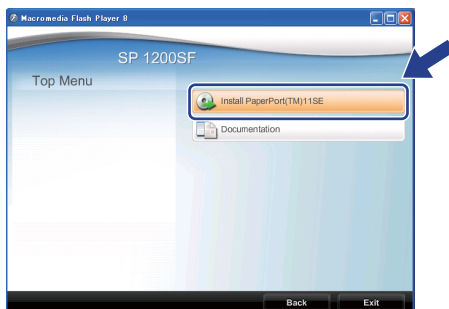 Macromedia Flash Player 8
SP 1200SF
Top Menu
Install PaperPort(TM)11SE
Documentation
Back Exit